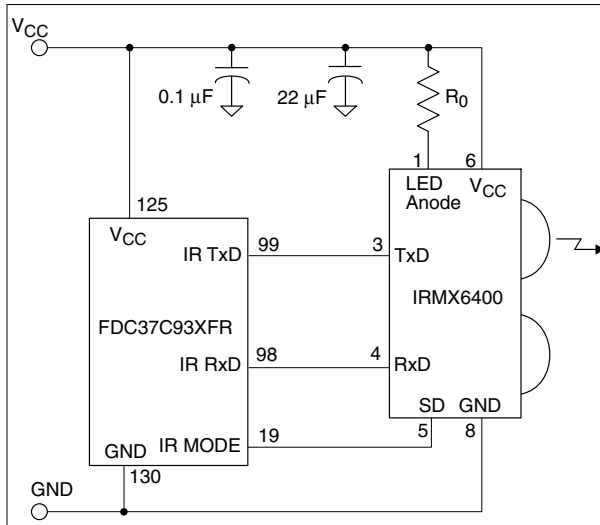 VCC
0.1 µF
22 µF
R0
1
6
LED
Anode
VCC
125
VCC
IR TxD
99
3
TxD
IRMX6400
FDC37C93XFR
IR RxD
98
4
RxD
SD
GND
IR MODE
19
5
8
GND
130
GND